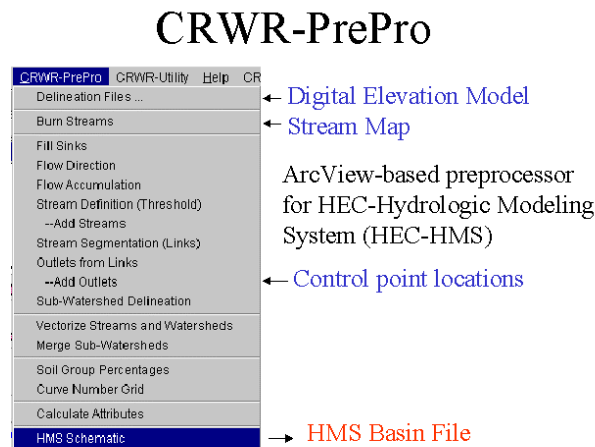 CRWR-PrePro
CRWR-PrePro CRWR-Utility Help CR
Delineation Files ...
Digital Elevation Model
Burn Streams
Stream Map
Fill Sinks
Flow Direction
Flow Accumulation
Stream Definition (Threshold)
--Add Streams
Stream Segmentation (Links)
Outlets from Links
--Add Outlets
Sub-Watershed Delineation
ArcView-based preprocessor
for HEC-Hydrologic Modeling
System (HEC-HMS)
Control point locations
Vectorize Streams and Watersheds
Merge Sub-Watersheds
Soil Group Percentages
Curve Number Grid
Calculate Attributes
HMS Schematic
HMS Basin File